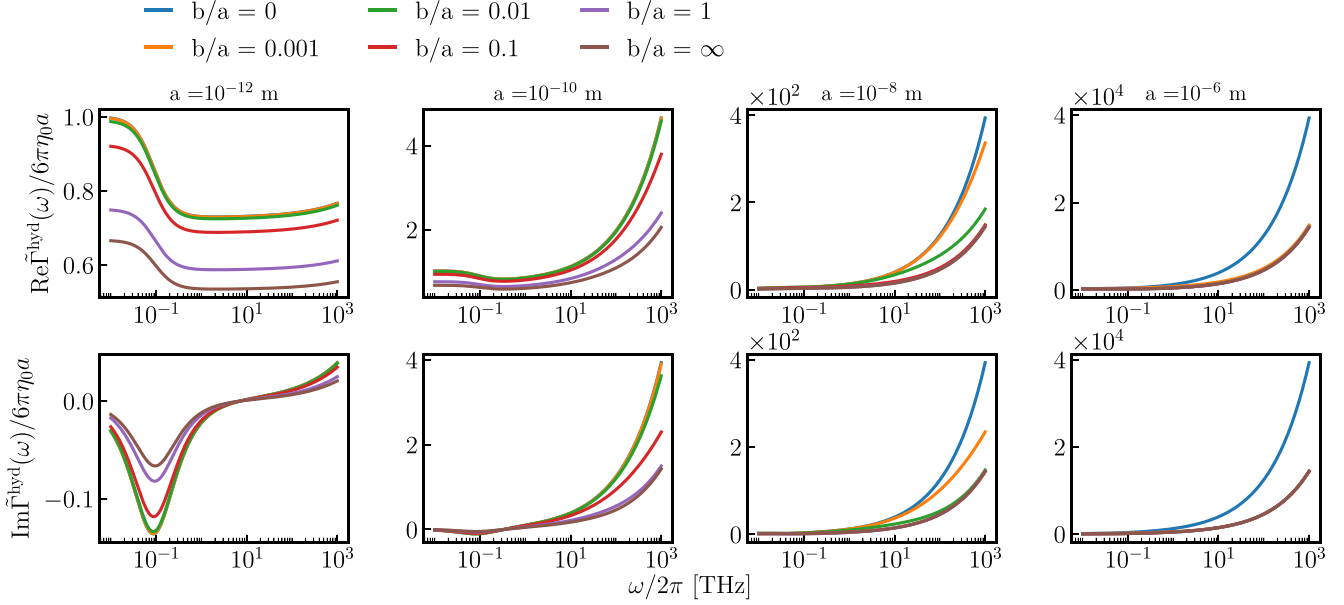 b/a = 0
b/a = 0.01
b/a = 1
b/a = 0.001
b/a = 0.1
b/a = ∞
a =10⁻¹² m
a =10⁻¹⁰ m
×10²
a =10⁻⁸ m
×10⁴
a =10⁻⁶ m
ReΓ̃ʰʸᵈ(ω)/6πη₀a
1.0
0.8
0.6
4
2
4
2
0
4
2
0
10⁻¹ 10¹ 10³
10⁻¹ 10¹ 10³
10⁻¹ 10¹ 10³
10⁻¹ 10¹ 10³
×10²
×10⁴
ImΓ̃ʰʸᵈ(ω)/6πη₀a
0.0
−0.1
4
2
0
4
2
0
4
2
0
10⁻¹ 10¹ 10³
10⁻¹ 10¹ 10³
10⁻¹ 10¹ 10³
10⁻¹ 10¹ 10³
ω/2π [THz]